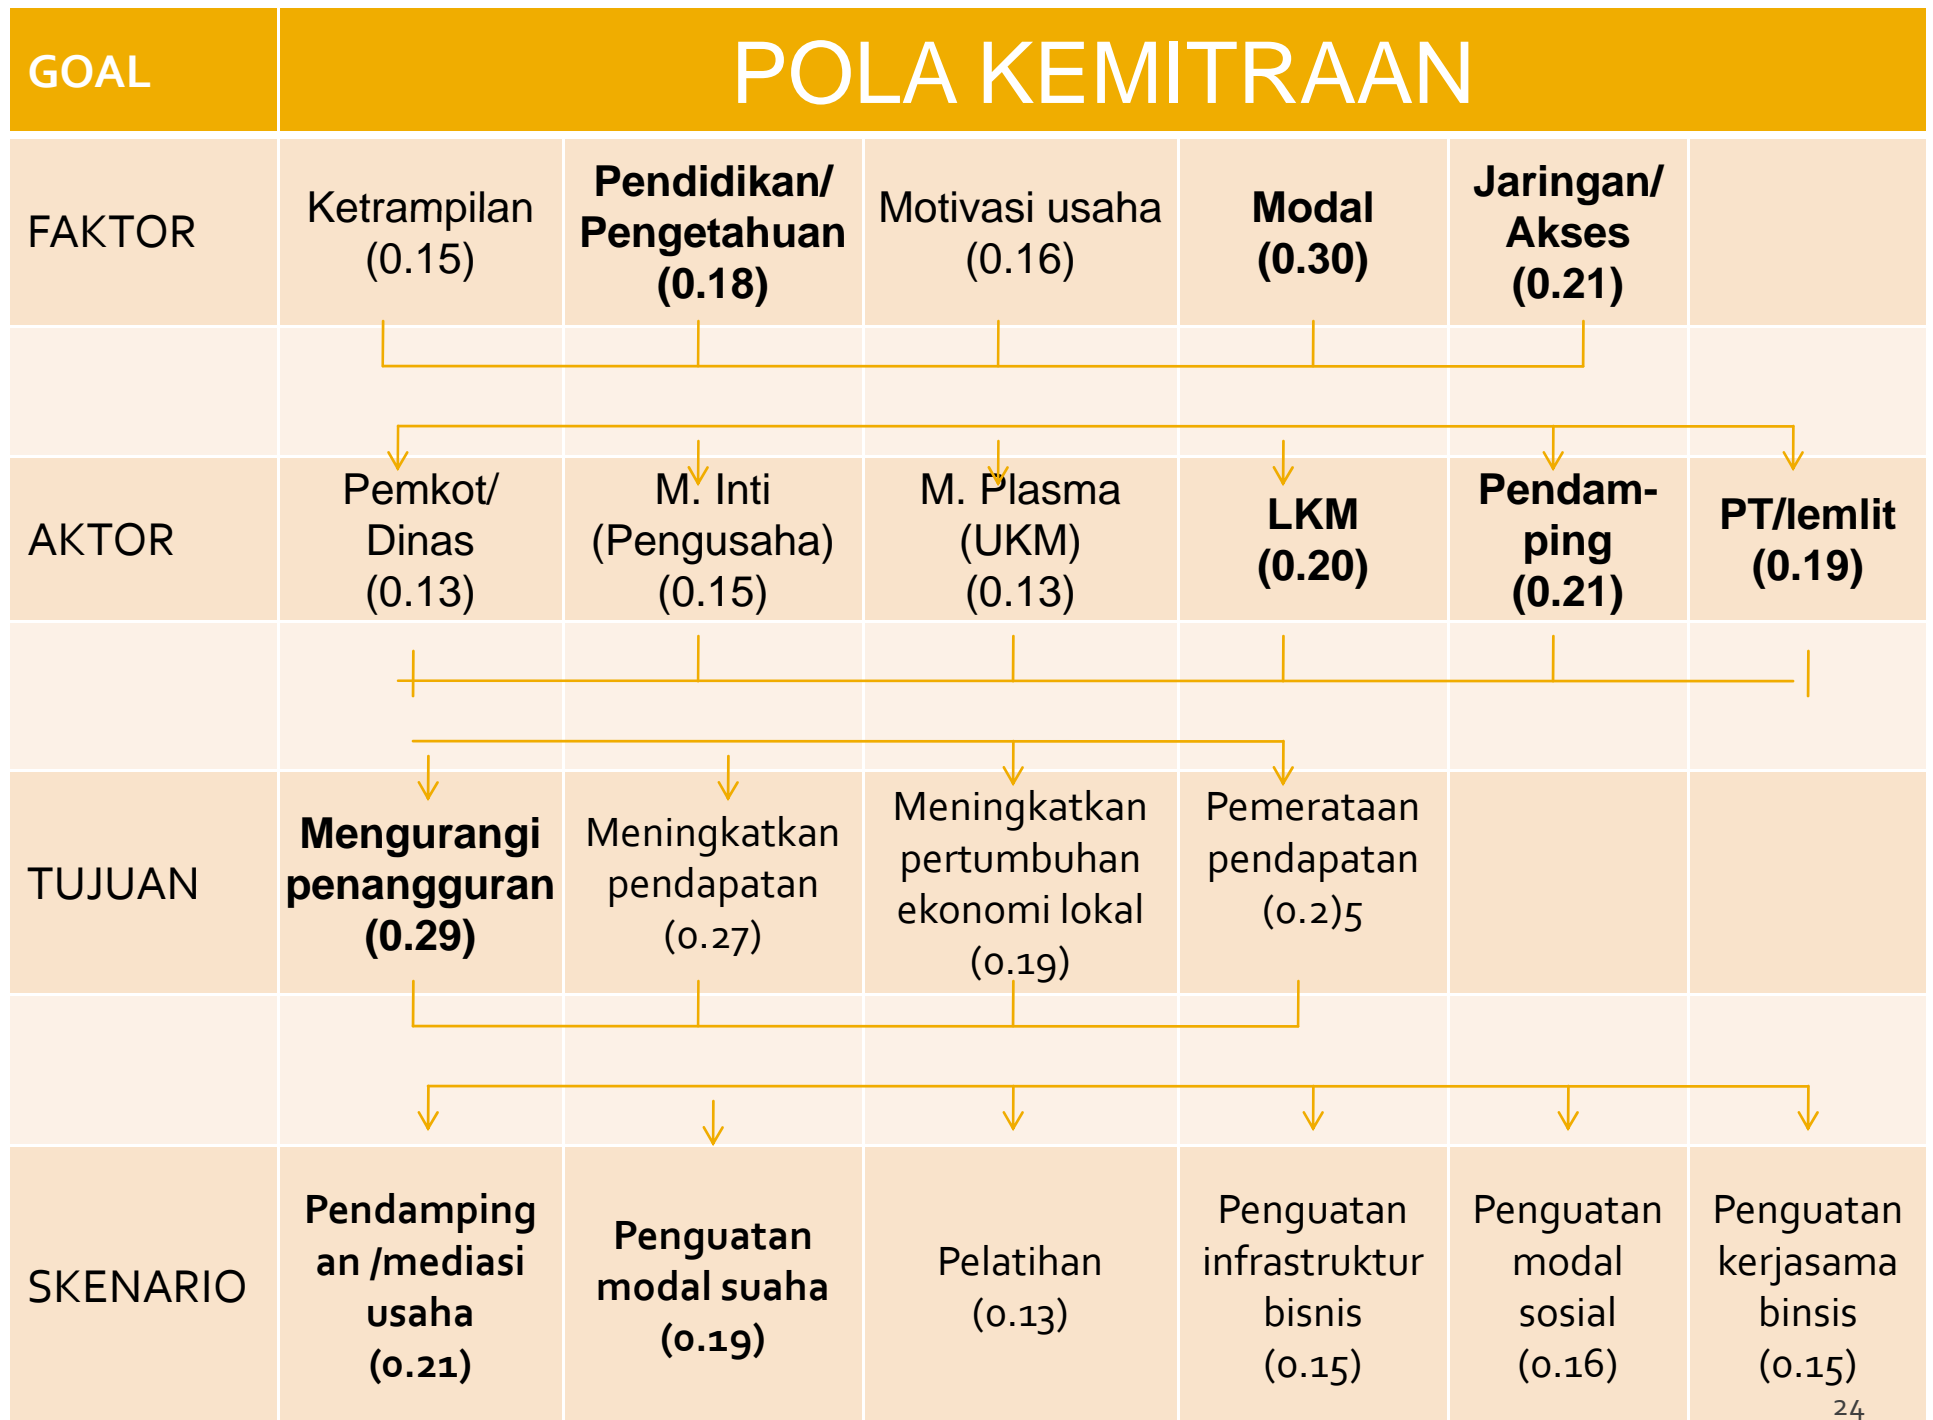 GOAL
POLA KEMITRAAN
FAKTOR
Ketrampilan
(0.15)
Pendidikan/
Pengetahuan
(0.18)
Motivasi usaha
(0.16)
Modal
(0.30)
Jaringan/
Akses
(0.21)
AKTOR
Pemkot/
Dinas
(0.13)
M. Inti
(Pengusaha)
(0.15)
M. Plasma
(UKM)
(0.13)
LKM
(0.20)
Pendam-
ping
(0.21)
PT/lemlit
(0.19)
TUJUAN
Mengurangi
penangguran
(0.29)
Meningkatkan
pendapatan
(0.27)
Meningkatkan
pertumbuhan
ekonomi lokal
(0.19)
Pemerataan
pendapatan
(0.2)5
SKENARIO
Pendamping
an /mediasi
usaha
(0.21)
Penguatan
modal suaha
(0.19)
Pelatihan
(0.13)
Penguatan
infrastruktur
bisnis
(0.15)
Penguatan
modal
sosial
(0.16)
Penguatan
kerjasama
binsis
(0.15)
24